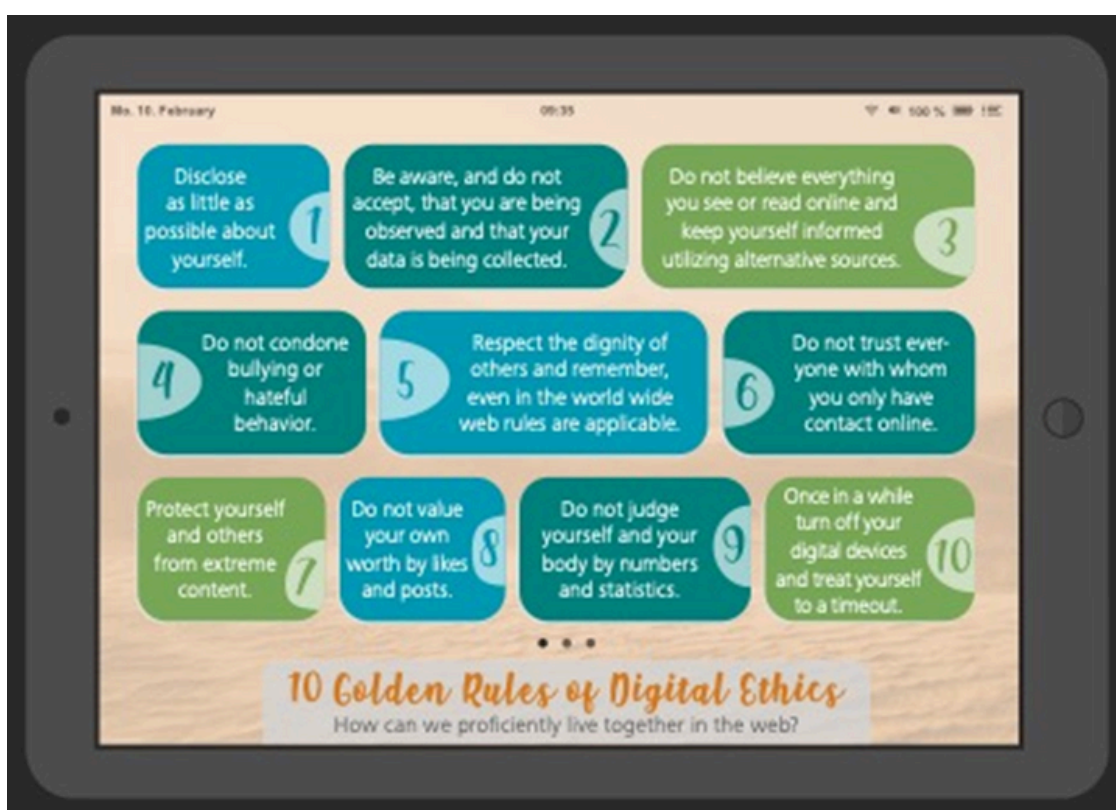 Mo. 10. February
09:35
100 %
Disclose
as little as
possible about
yourself.
1
Be aware, and do not
accept, that you are being
observed and that your
data is being collected.
2
Do not believe everything
you see or read online and
keep yourself informed
utilizing alternative sources.
3
4
Do not condone
bullying or
hateful
behavior.
5
Respect the dignity of
others and remember,
even in the world wide
web rules are applicable.
6
Do not trust ever-
yone with whom
you only have
contact online.
Protect yourself
and others
from extreme
content.
7
Do not value
your own
worth by likes
and posts.
8
Do not judge
yourself and your
body by numbers
and statistics.
9
Once in a while
turn off your
digital devices
and treat yourself
to a timeout.
10
10 Golden Rules of Digital Ethics
How can we proficiently live together in the web?